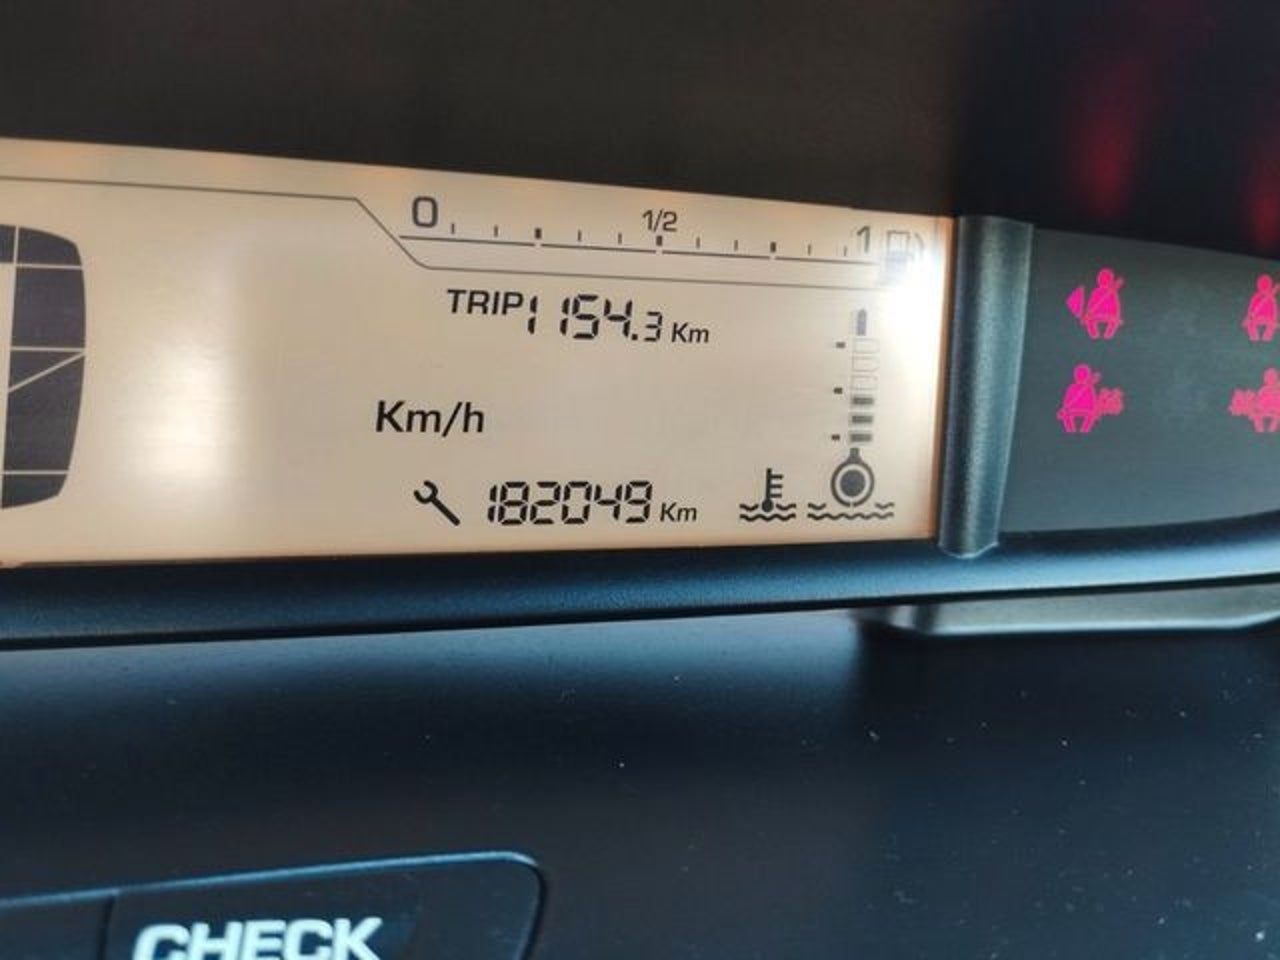 0 1/2 1
TRIP 1154.3 Km
Km/h
182049 Km
CHECK